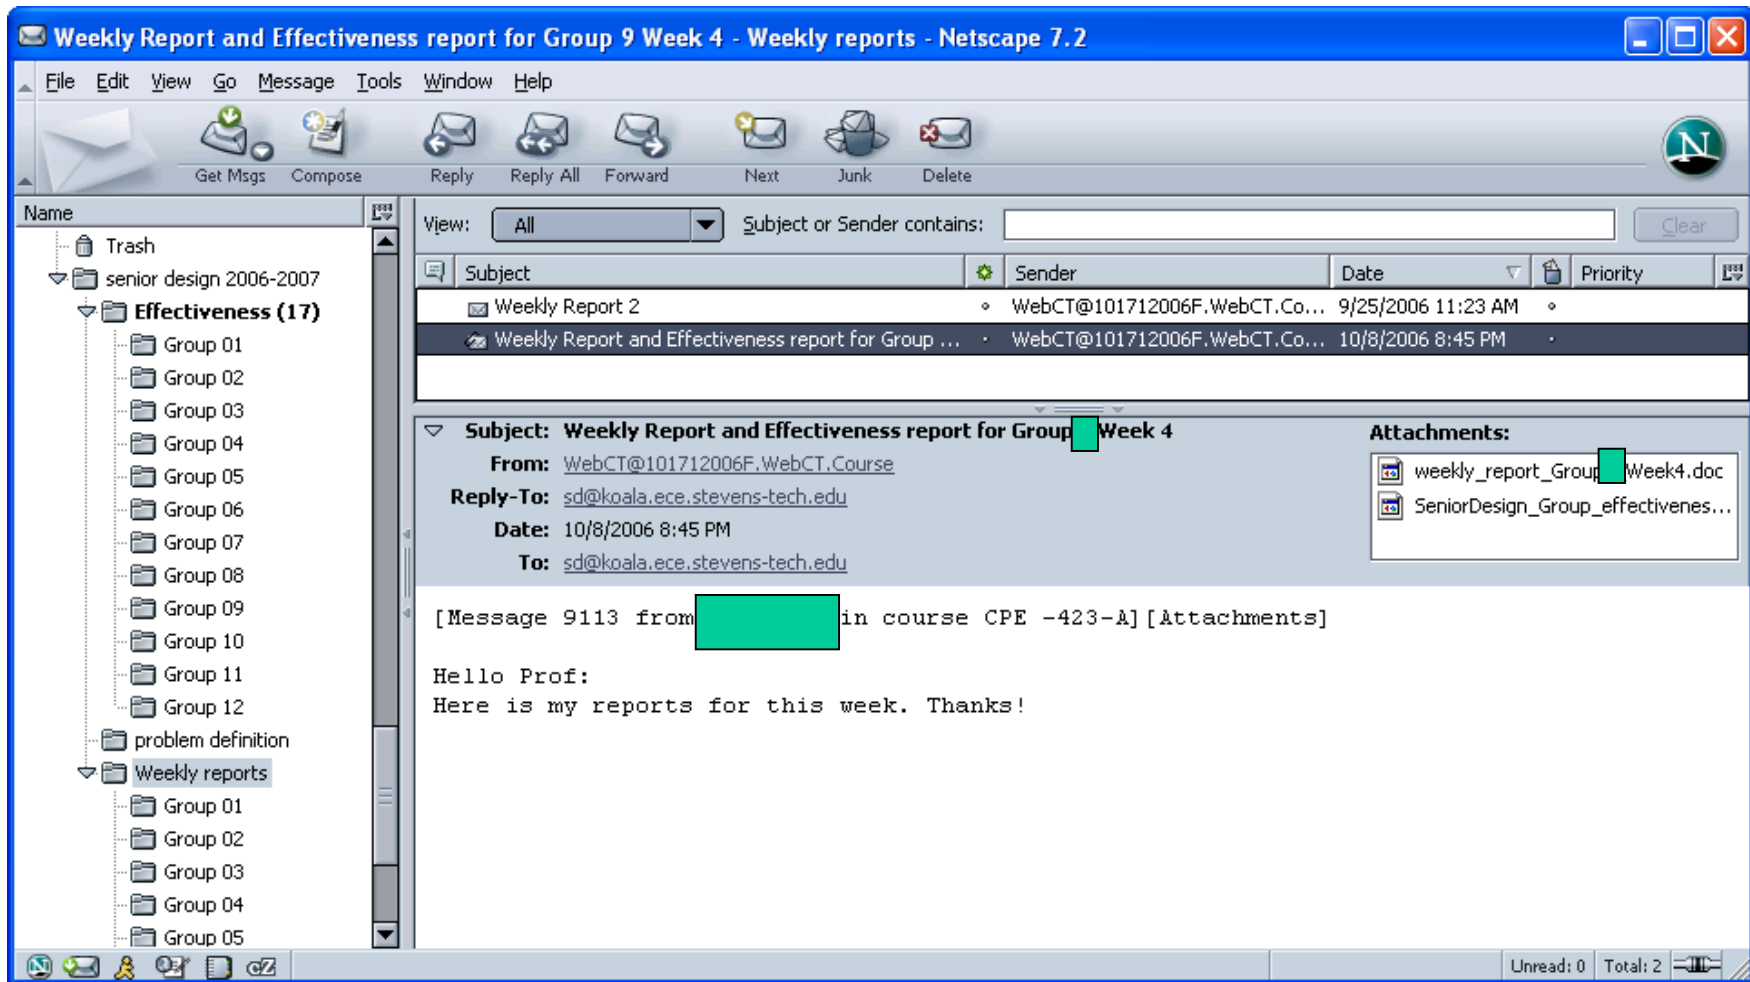 Weekly Report and Effectiveness report for Group 9 Week 4 - Weekly reports - Netscape 7.2
File Edit View Go Message Tools Window Help
Get Msgs Compose Reply Reply All Forward Next Junk Delete
N
Name
Trash
senior design 2006-2007
Effectiveness (17)
Group 01
Group 02
Group 03
Group 04
Group 05
Group 06
Group 07
Group 08
Group 09
Group 10
Group 11
Group 12
problem definition
Weekly reports
Group 01
Group 02
Group 03
Group 04
Group 05
View: All Subject or Sender contains: Clear
Subject Sender Date Priority
Weekly Report 2 WebCT@101712006F.WebCT.Co... 9/25/2006 11:23 AM
Weekly Report and Effectiveness report for Group ... WebCT@101712006F.WebCT.Co... 10/8/2006 8:45 PM
Subject: Weekly Report and Effectiveness report for Group Week 4
From: WebCT@101712006F.WebCT.Course
Reply-To: sd@koala.ece.stevens-tech.edu
Date: 10/8/2006 8:45 PM
To: sd@koala.ece.stevens-tech.edu
Attachments:
weekly_report_Group Week4.doc
SeniorDesign_Group_effectivenes...
[Message 9113 from in course CPE -423-A][Attachments]
Hello Prof:
Here is my reports for this week. Thanks!
N cZ
Unread: 0 Total: 2